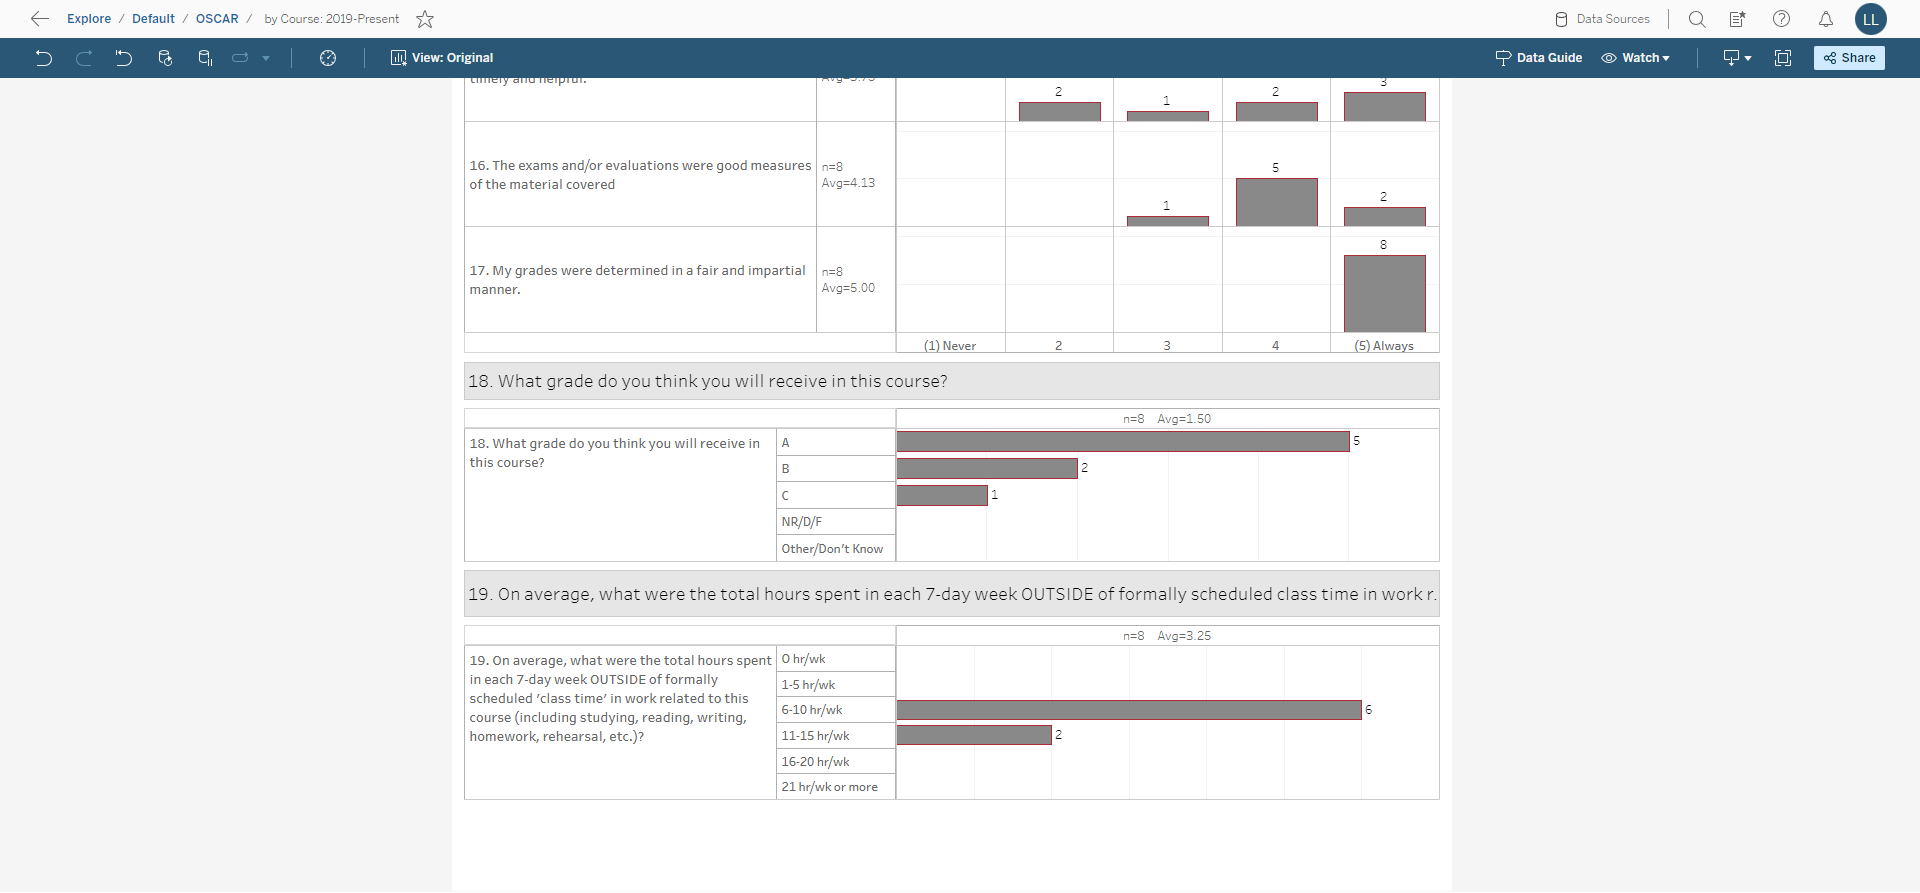 Explore / Default / OSCAR / by Course: 2019-Present
Data Sources
LL
View: Original
Data Guide
Watch
Share
timely and helpful.
Avg=3.75
2
1
2
3
16. The exams and/or evaluations were good measures
of the material covered
n=8
Avg=4.13
1
5
2
17. My grades were determined in a fair and impartial
manner.
n=8
Avg=5.00
8
(1) Never
2
3
4
(5) Always
18. What grade do you think you will receive in this course?
n=8 Avg=1.50
18. What grade do you think you will receive in
this course?
A
5
B
2
C
1
NR/D/F
Other/Don't Know
19. On average, what were the total hours spent in each 7-day week OUTSIDE of formally scheduled class time in work r.
n=8 Avg=3.25
19. On average, what were the total hours spent
in each 7-day week OUTSIDE of formally
scheduled ‘class time’ in work related to this
course (including studying, reading, writing,
homework, rehearsal, etc.)?
0 hr/wk
1-5 hr/wk
6-10 hr/wk
6
11-15 hr/wk
2
16-20 hr/wk
21 hr/wk or more